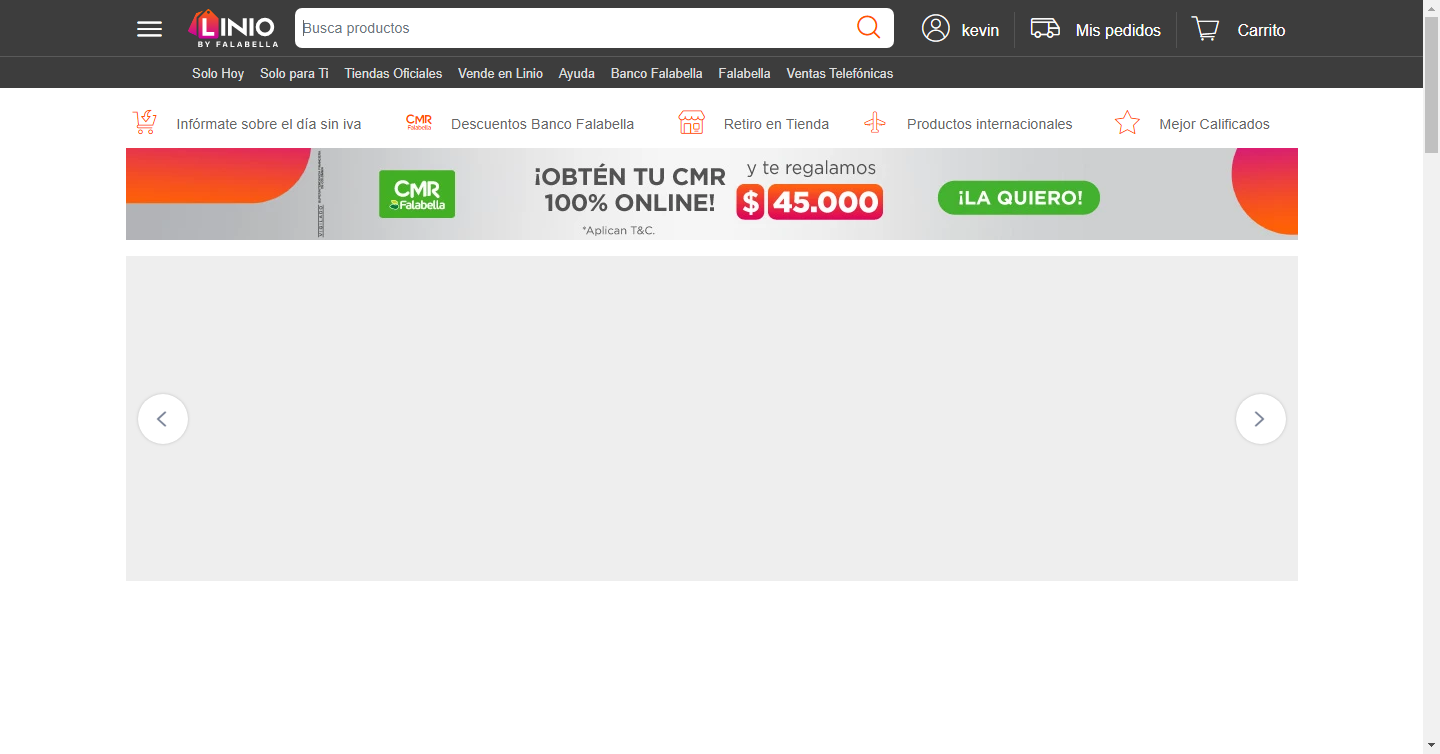 LINIO
BY FALABELLA
Busca productos
kevin
Mis pedidos
Carrito
Solo Hoy
Solo para Ti
Tiendas Oficiales
Vende en Linio
Ayuda
Banco Falabella
Falabella
Ventas Telefónicas
Infórmate sobre el día sin iva
CMR
Falabella
Descuentos Banco Falabella
Retiro en Tienda
Productos internacionales
Mejor Calificados
CMR
Falabella
¡OBTÉN TU CMR
100% ONLINE!
*Aplican T&C.
y te regalamos
$ 45.000
¡LA QUIERO!